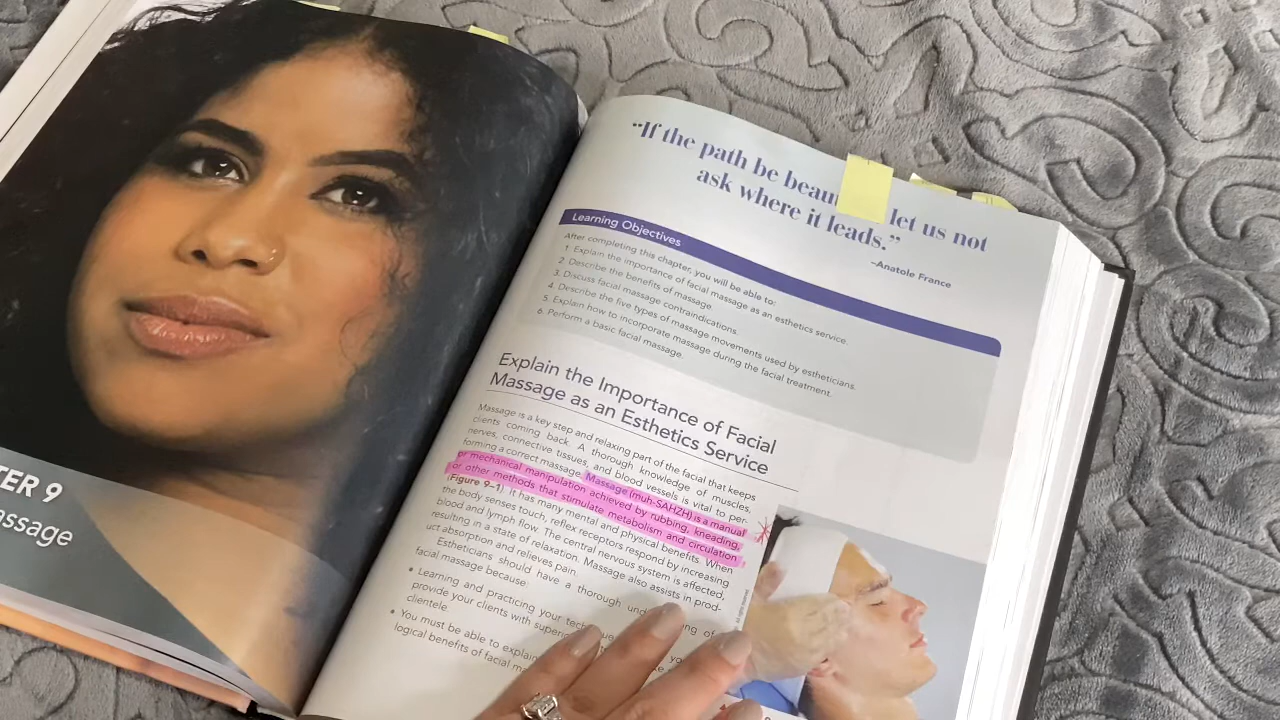 TER 9
assage
“If the path be beau let us not
ask where it leads.”
–Anatole France
Learning Objectives
After completing this chapter, you will be able to:
1 Explain the importance of facial massage as an esthetics service.
2. Describe the benefits of massage.
3. Discuss facial massage contraindications.
4. Describe the five types of massage movements used by estheticians.
5. Explain how to incorporate massage during the facial treatment.
6. Perform a basic facial massage.
Explain the Importance of Facial
Massage as an Esthetics Service
Massage is a key step and relaxing part of the facial that keeps
clients coming back. A thorough knowledge of muscles,
nerves, connective tissues, and blood vessels is vital to per-
forming a correct massage. Massage (muh-SAHZH) is a manual
or mechanical manipulation achieved by rubbing, kneading,
or other methods that stimulate metabolism and circulation
(Figure 9–1). It has many mental and physical benefits. When
the body senses touch, reflex receptors respond by increasing
blood and lymph flow. The central nervous system is affected,
resulting in a state of relaxation. Massage also assists in prod-
uct absorption and relieves pain.
Estheticians should have a thorough und ng of
facial massage because:
• Learning and practicing your tech
provide your clients with superi
clientele.
• You must be able to explain
logical benefits of facial ma